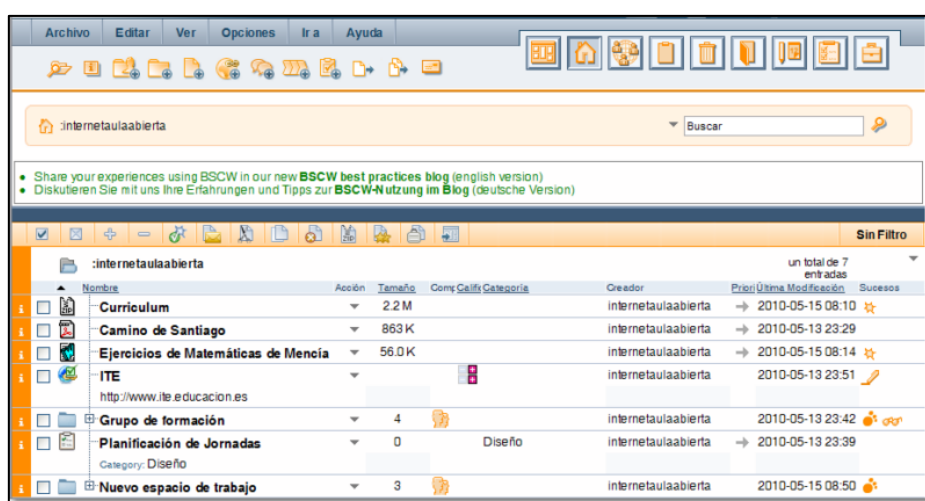 Archivo Editar Ver Opciones Ir a Ayuda
:internetaulaabierta Buscar
Share your experiences using BSCW in our new BSCW best practices blog (english version)
Diskutieren Sie mit uns Ihre Erfahrungen und Tipps zur BSCW-Nutzung im Blog (deutsche Version)
Sin Filtro
:internetaulaabierta un total de 7
entradas
Nombre Acción Tamaño Comp Calific Categoría Creador Priori Última Modificación Sucesos
Curriculum 2.2 M internetaulaabierta 2010-05-15 08:10
Camino de Santiago 863 K internetaulaabierta 2010-05-13 23:29
Ejercicios de Matemáticas de Mencía 56.0 K internetaulaabierta 2010-05-15 08:14
ITE internetaulaabierta 2010-05-13 23:51
http://www.ite.educacion.es
Grupo de formación 4 internetaulaabierta 2010-05-13 23:42
Planificación de Jornadas 0 Diseño internetaulaabierta 2010-05-13 23:39
Category: Diseño
Nuevo espacio de trabajo 3 internetaulaabierta 2010-05-15 08:50